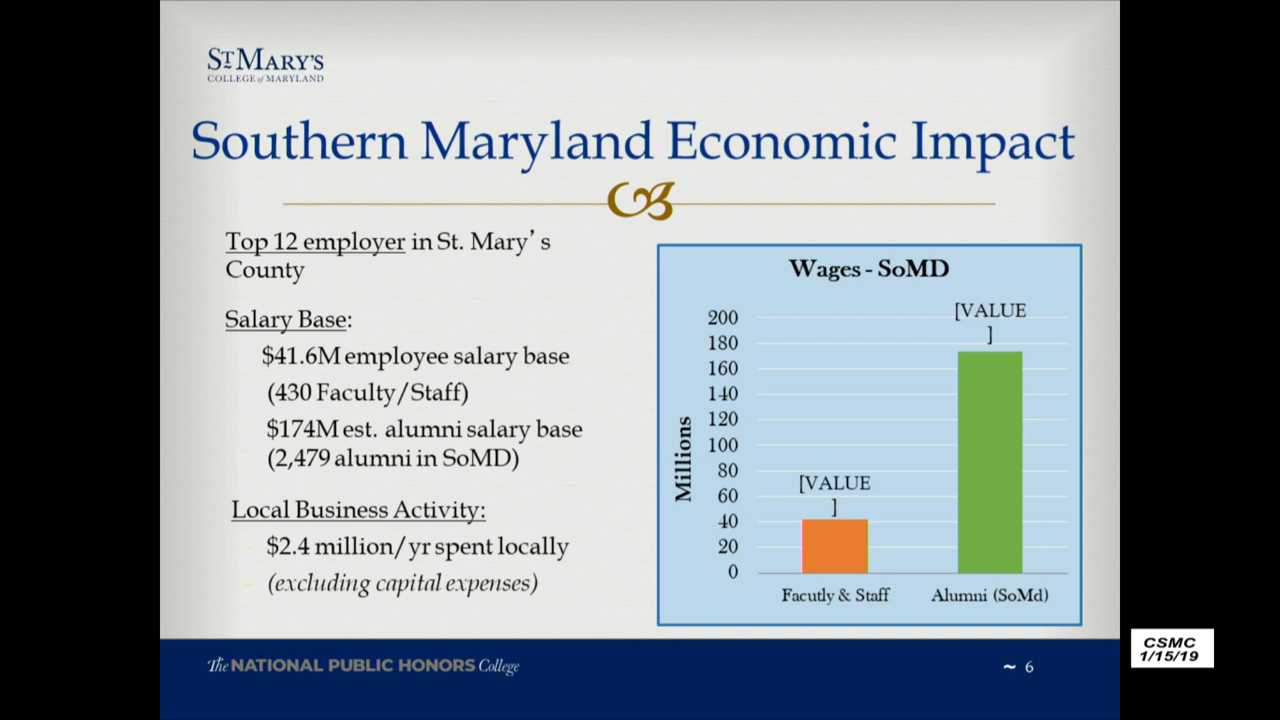 STMARY'S
COLLEGE of MARYLAND
Southern Maryland Economic Impact
Top 12 employer in St. Mary's
County
Salary Base:
$41.6M employee salary base
(430 Faculty/Staff)
$174M est. alumni salary base
(2,479 alumni in SoMD)
Local Business Activity:
- $2.4 million/yr spent locally
- (excluding capital expenses)
Wages - SoMD
Millions
200
180
160
140
120
100
80
60
40
20
0
[VALUE
]
[VALUE
]
Facutly & Staff
Alumni (SoMd)
The NATIONAL PUBLIC HONORS College
~ 6
CSMC
1/15/19